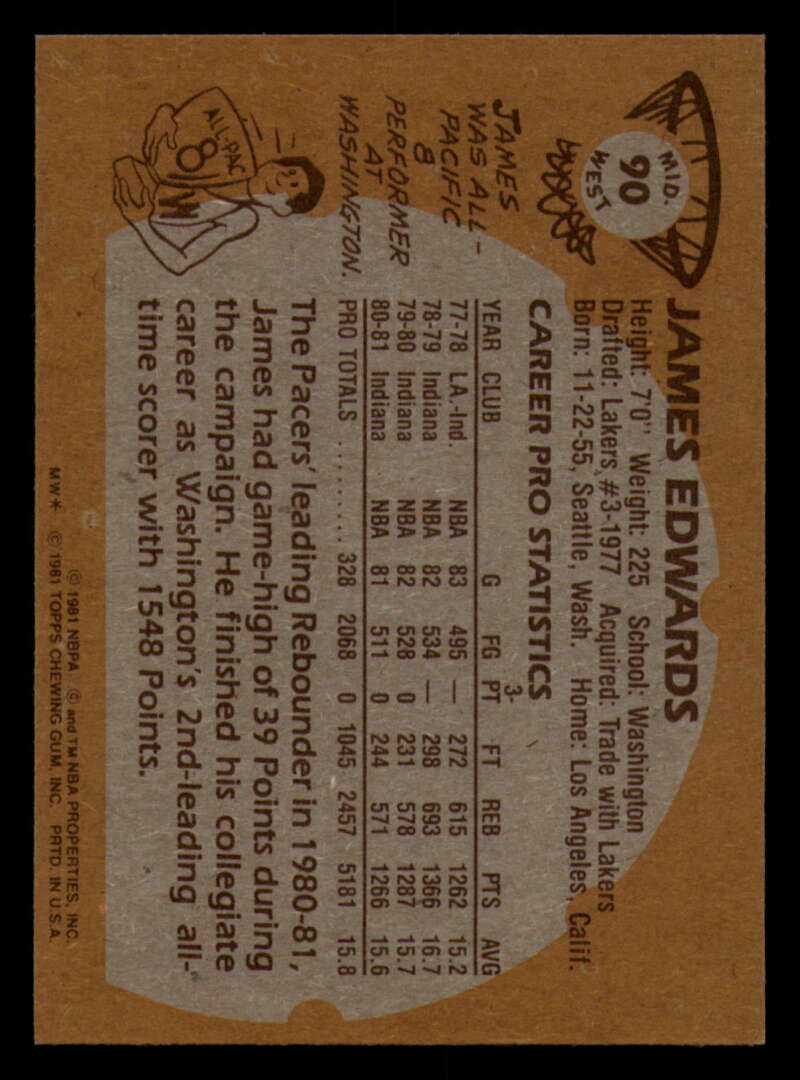 MID.
90
WEST
JAMES EDWARDS
Height: 7'0" Weight: 225 School: Washington
Drafted: Lakers #3-1977 Acquired: Trade with Lakers
Born: 11-22-55, Seattle, Wash. Home: Los Angeles, Calif.
CAREER PRO STATISTICS
YEAR CLUB G FG 3-PT FT REB PTS AVG
77-78 L.A.-Ind. NBA 83 495 — 272 615 1262 15.2
78-79 Indiana NBA 82 534 — 298 693 1366 16.7
79-80 Indiana NBA 82 528 0 231 578 1287 15.7
80-81 Indiana NBA 81 511 0 244 571 1266 15.6
PRO TOTALS .......... 328 2068 0 1045 2457 5181 15.8
JAMES
WAS ALL-
PACIFIC
8
PERFORMER
AT
WASHINGTON.
ALL-PAC
8
W
The Pacers' leading Rebounder in 1980-81,
James had game-high of 39 Points during
the campaign. He finished his collegiate
career as Washington's 2nd-leading all-
time scorer with 1548 Points.
© 1981 NBPA © and TM NBA PROPERTIES, INC.
MW* © 1981 TOPPS CHEWING GUM, INC. PRTD. IN U.S.A.